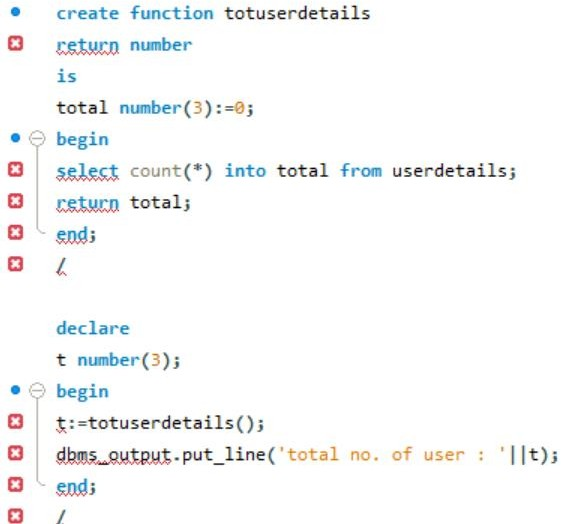 create function totuserdetails
return number
is
total number(3):=0;
begin
select count(*) into total from userdetails;
return total;
end;
/
declare
t number(3);
begin
t:=totuserdetails();
dbms_output.put_line('total no. of user : '||t);
end;
/